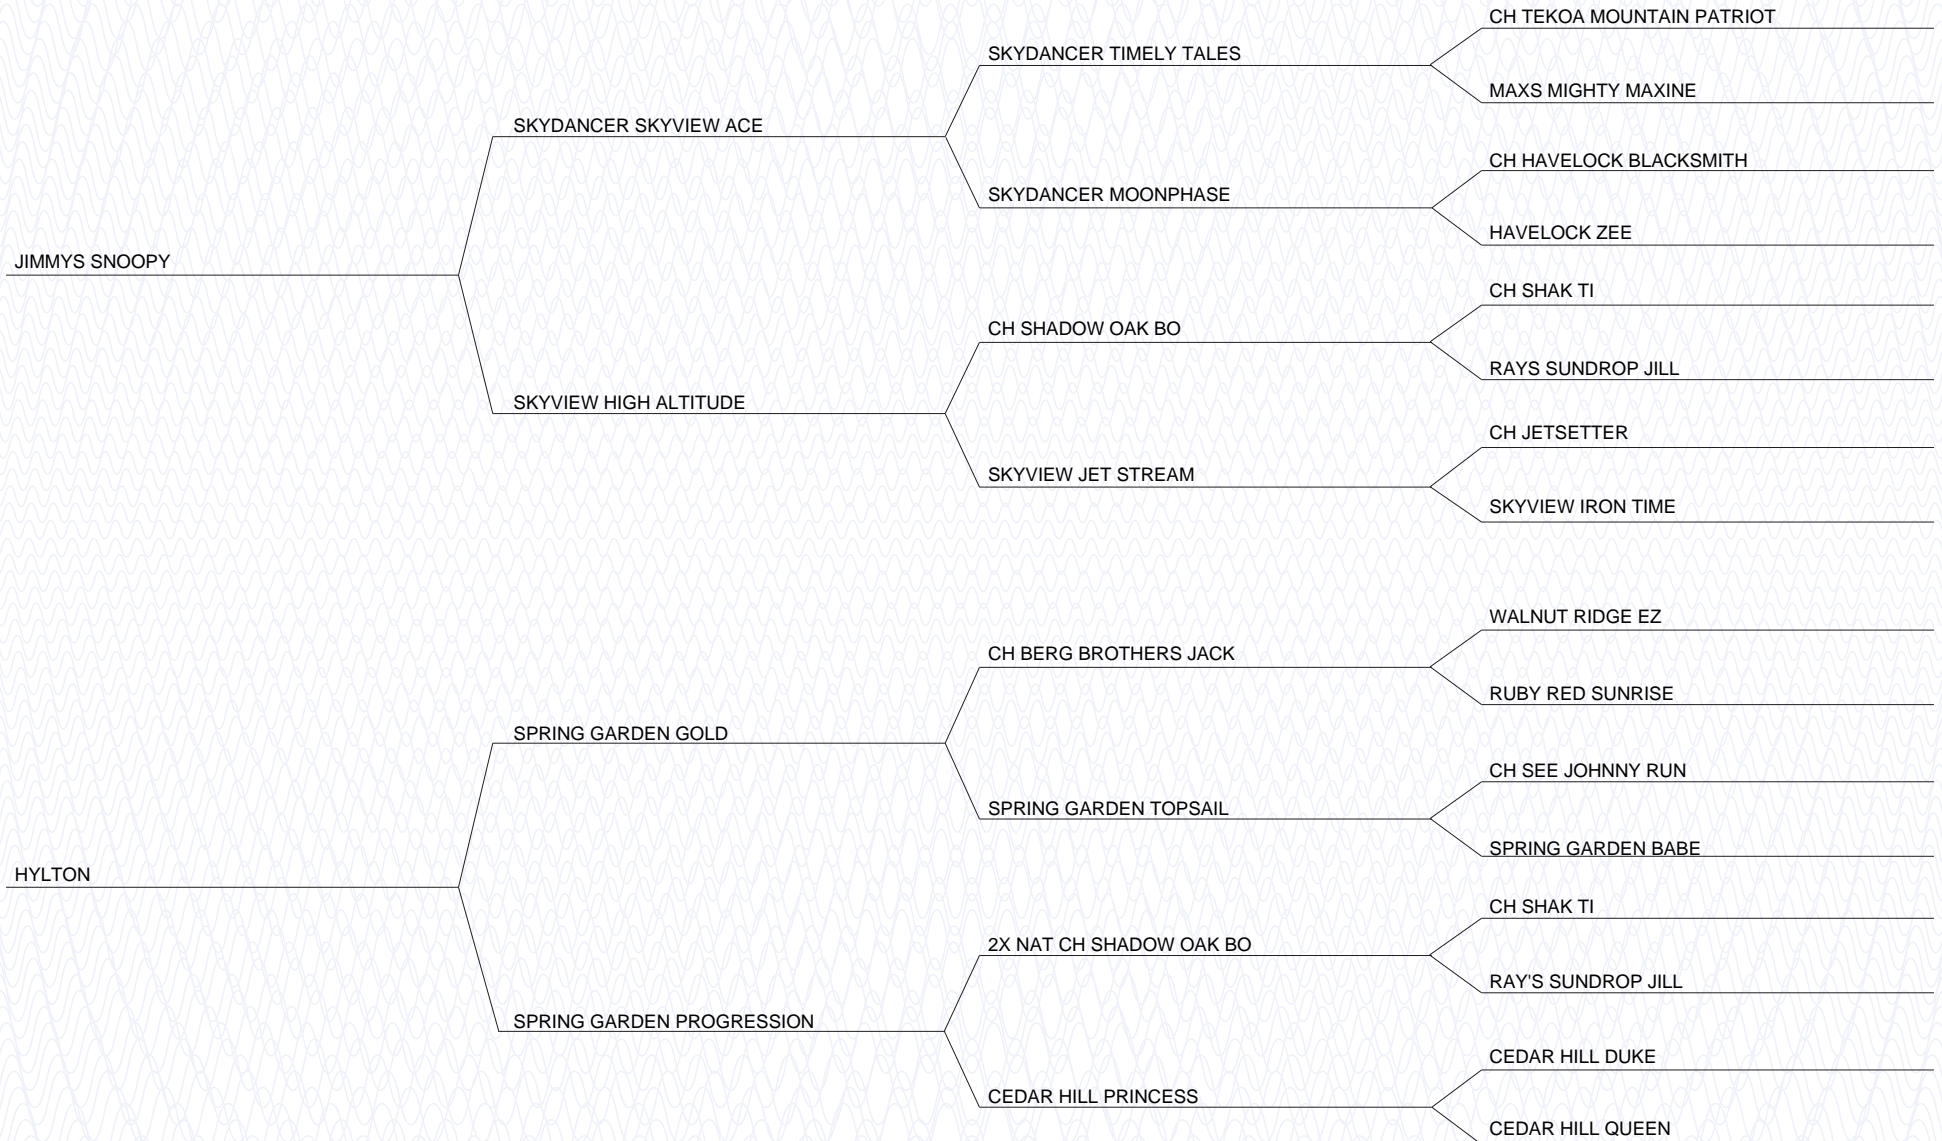 CH TEKOA MOUNTAIN PATRIOT
SKYDANCER TIMELY TALES
MAXS MIGHTY MAXINE
SKYDANCER SKYVIEW ACE
CH HAVELOCK BLACKSMITH
SKYDANCER MOONPHASE
HAVELOCK ZEE
JIMMYS SNOOPY
CH SHAK TI
CH SHADOW OAK BO
RAYS SUNDROP JILL
SKYVIEW HIGH ALTITUDE
CH JETSETTER
SKYVIEW JET STREAM
SKYVIEW IRON TIME
WALNUT RIDGE EZ
CH BERG BROTHERS JACK
RUBY RED SUNRISE
SPRING GARDEN GOLD
CH SEE JOHNNY RUN
SPRING GARDEN TOPSAIL
SPRING GARDEN BABE
HYLTON
CH SHAK TI
2X NAT CH SHADOW OAK BO
RAY'S SUNDROP JILL
SPRING GARDEN PROGRESSION
CEDAR HILL DUKE
CEDAR HILL PRINCESS
CEDAR HILL QUEEN